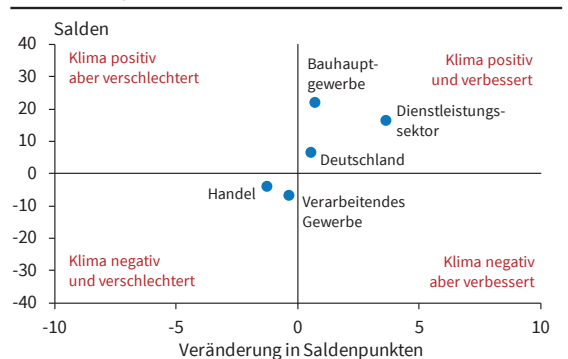 Salden
40
30
20
10
0
-10
-20
-30
-40
Klima positiv
aber verschlechtert
Klima positiv
und verbessert
Bauhaupt-
gewerbe
Dienstleistungs-
sektor
Deutschland
Handel
Verarbeitendes
Gewerbe
Klima negativ
und verschlechtert
Klima negativ
aber verbessert
-10
-5
0
5
10
Veränderung in Saldenpunkten